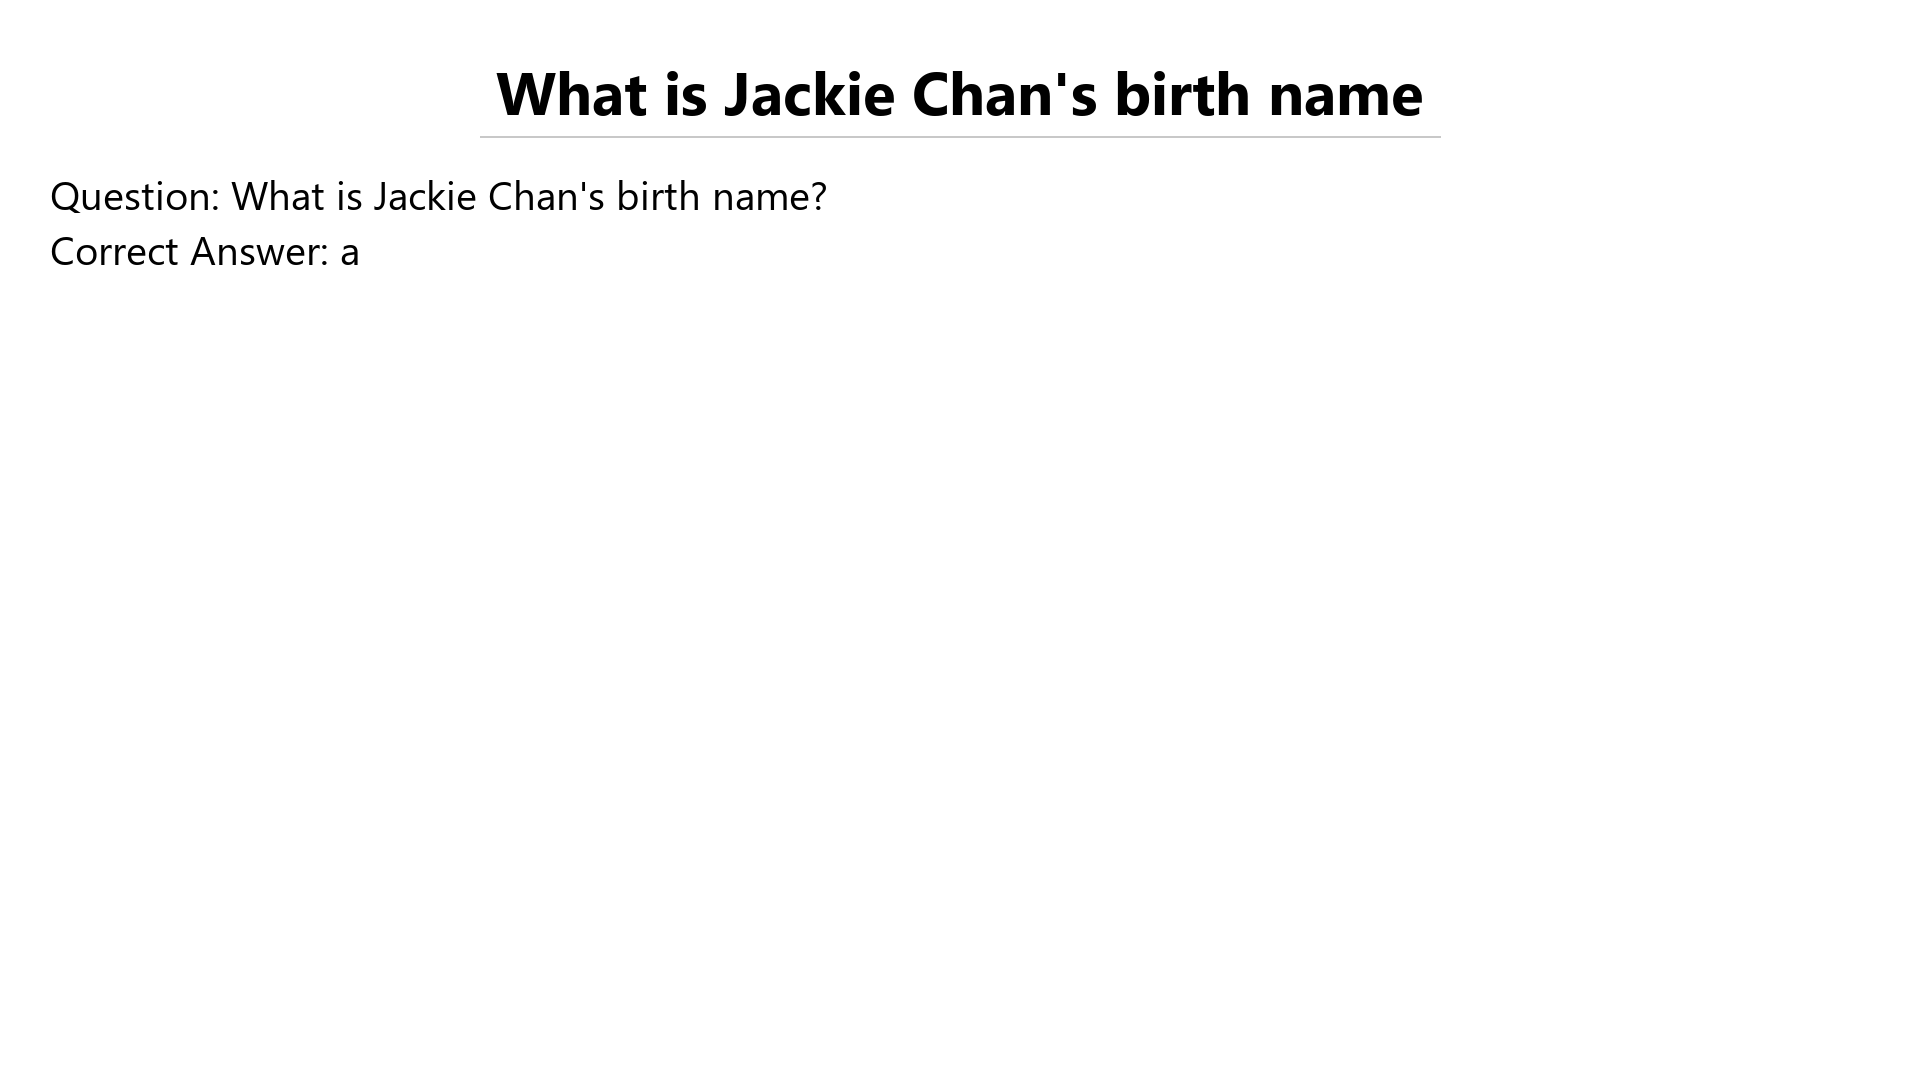 What is Jackie Chan's birth name
Question: What is Jackie Chan's birth name?
Correct Answer: a